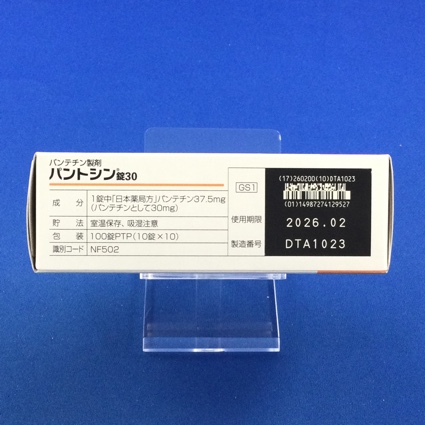 パンテチン製剤
パントシン®錠30
成分 1錠中「日本薬局方」パンテチン37.5mg
(パンテチンとして30mg)
貯法 室温保存、吸湿注意
包装 100錠PTP(10錠×10)
識別コード NF502
GS1
使用期限
製造番号
(17)260200(10)DTA1023
(01)14987274129527
2026.02
DTA1023